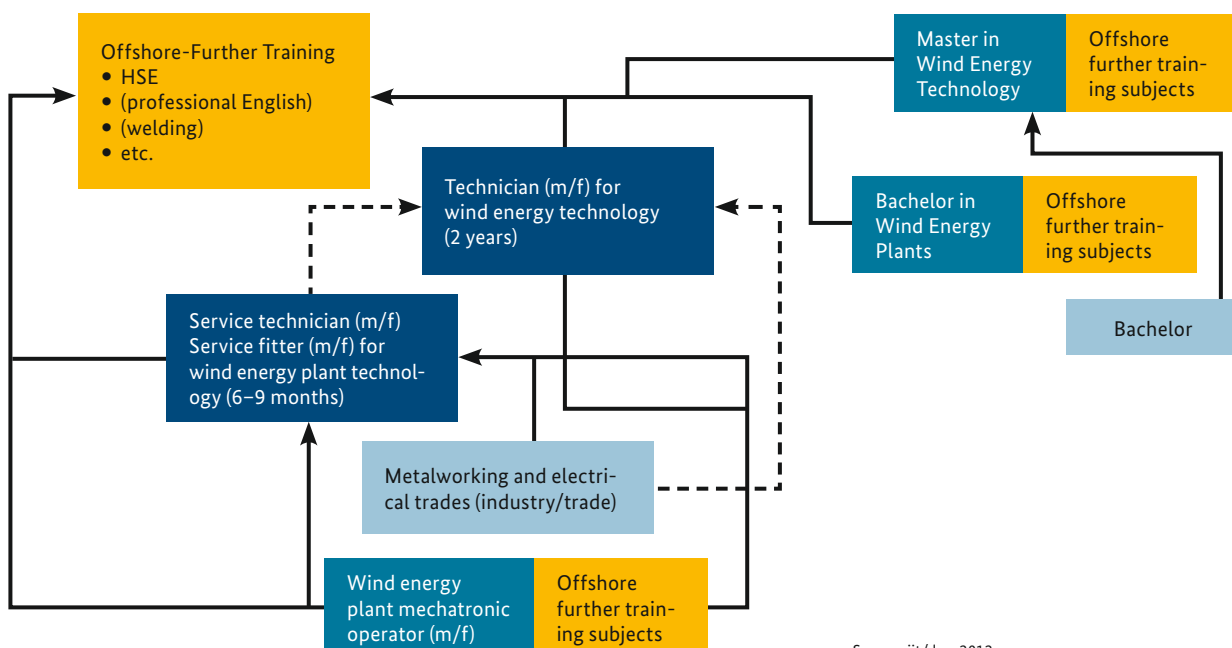 Offshore-Further Training
• HSE
• (professional English)
• (welding)
• etc.
Master in
Wind Energy
Technology
Offshore
further train-
ing subjects
Technician (m/f) for
wind energy technology
(2 years)
Bachelor in
Wind Energy
Plants
Offshore
further train-
ing subjects
Bachelor
Service technician (m/f)
Service fitter (m/f) for
wind energy plant technol-
ogy (6–9 months)
Metalworking and electri-
cal trades (industry/trade)
Wind energy
plant mechatronic
operator (m/f)
Offshore
further train-
ing subjects